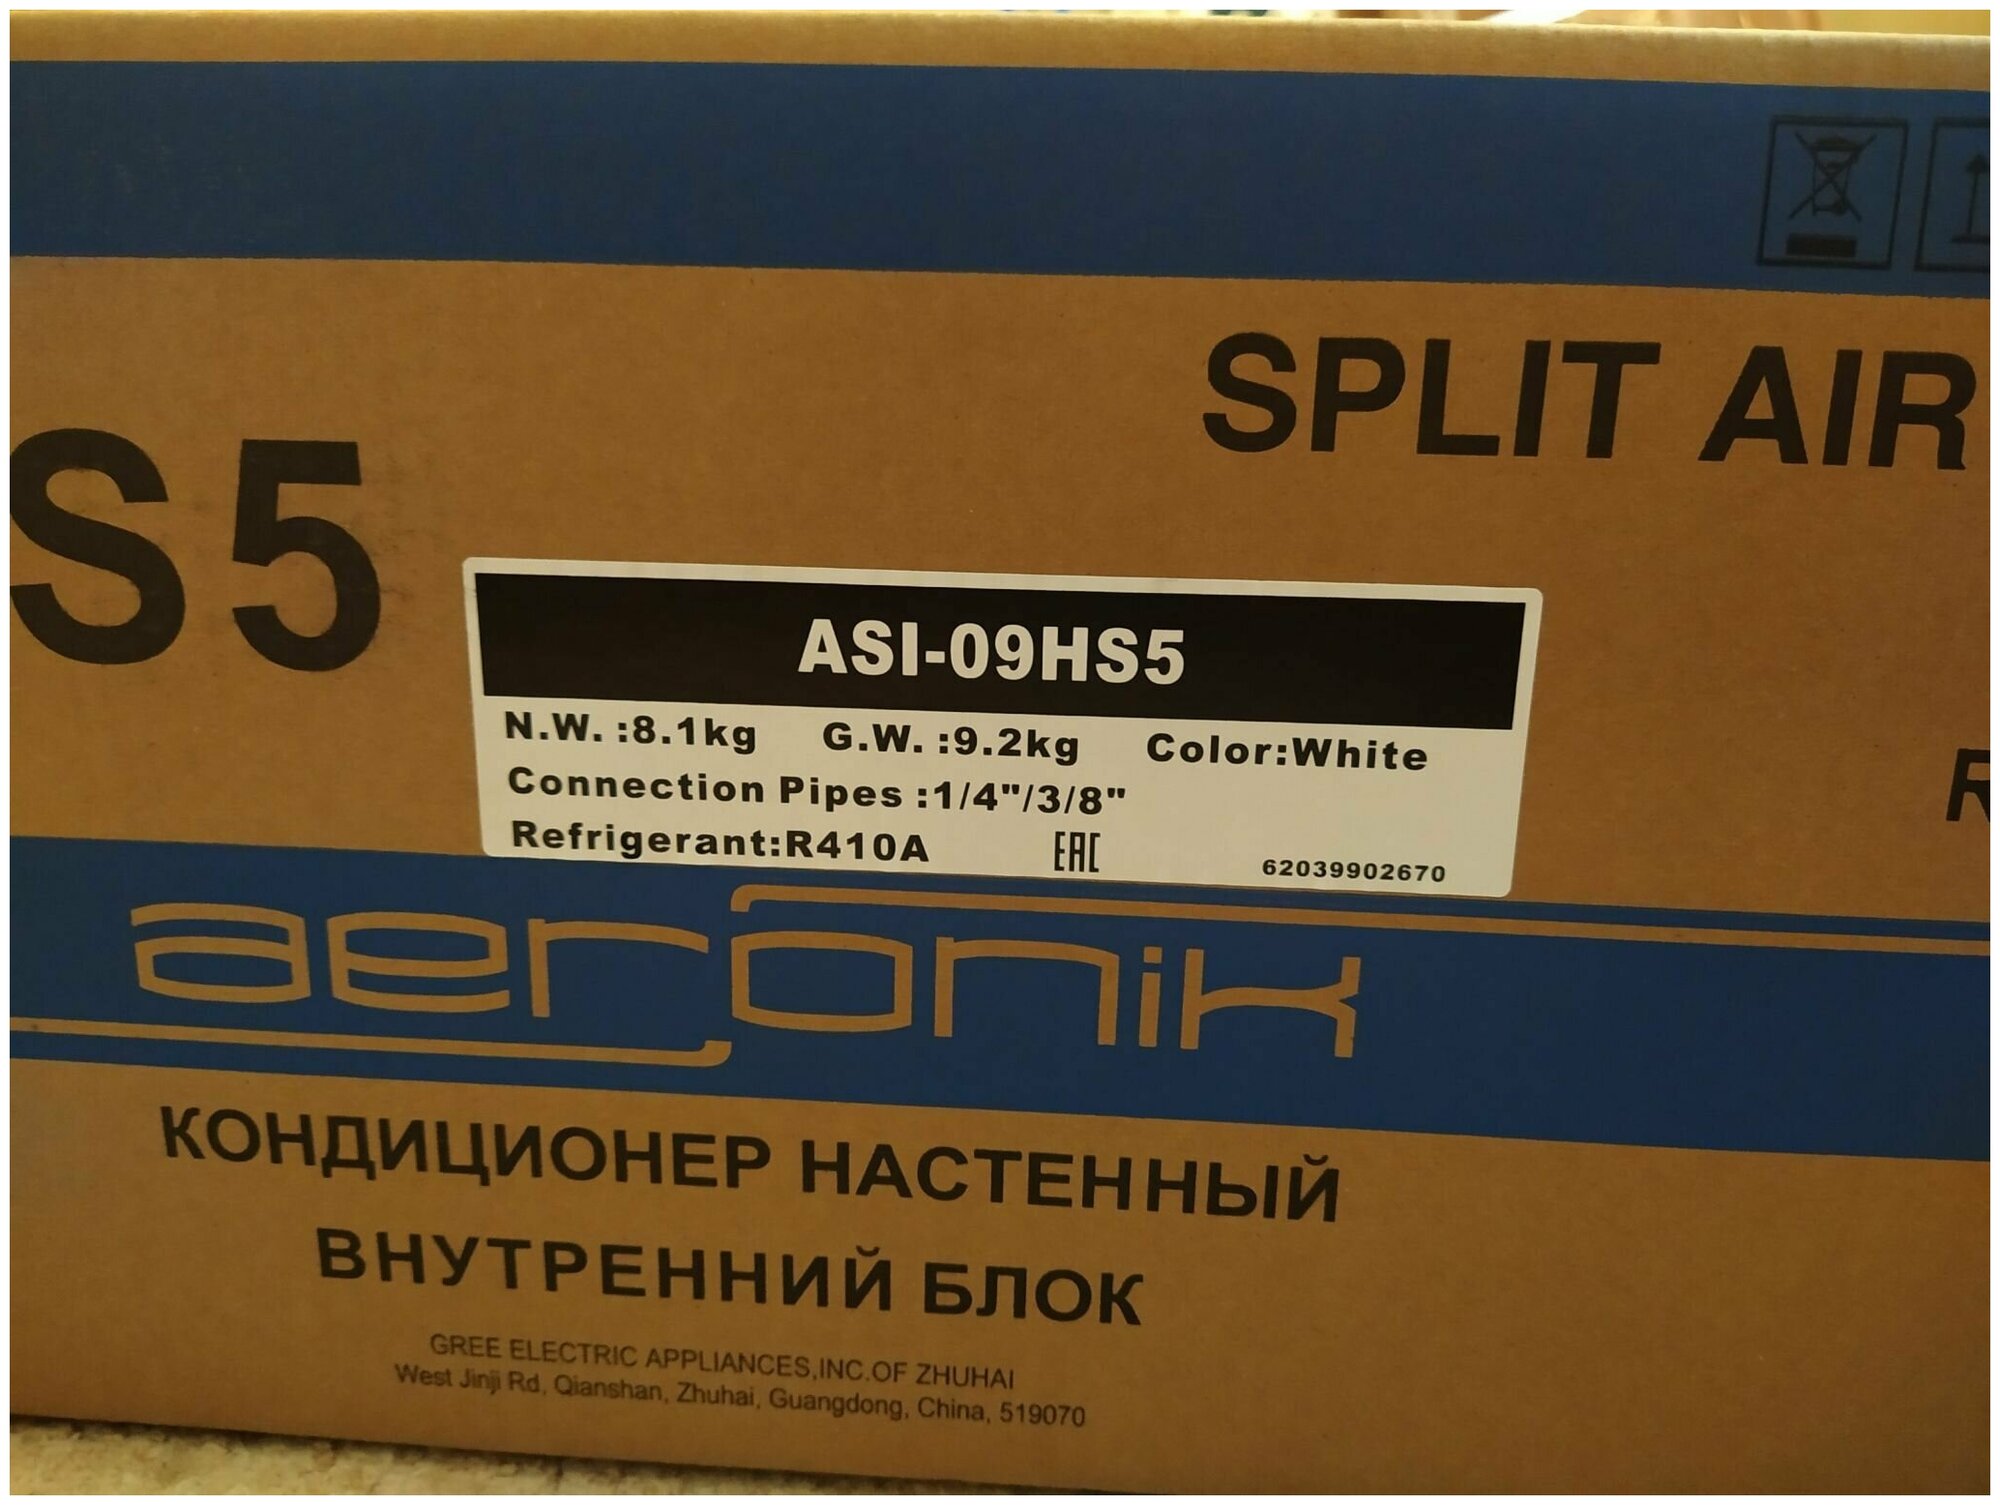 SPLIT AIR
S5
ASI-09HS5
N.W. :8.1kg G.W. :9.2kg Color:White
Connection Pipes :1/4"/3/8"
Refrigerant:R410A EAC 62039902670
aeronik
КОНДИЦИОНЕР НАСТЕННЫЙ
ВНУТРЕННИЙ БЛОК
GREE ELECTRIC APPLIANCES,INC.OF ZHUHAI
West Jinji Rd, Qianshan, Zhuhai, Guangdong, China, 519070